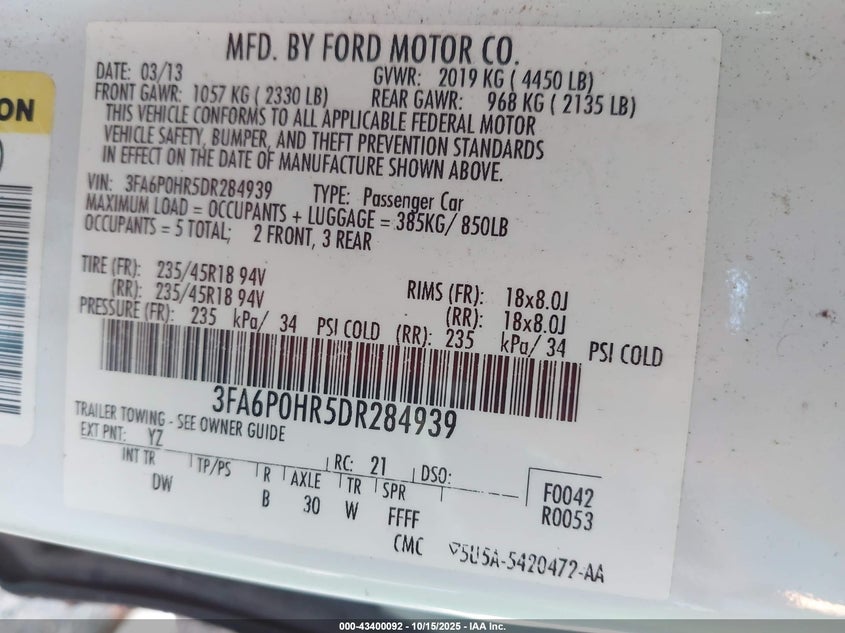 MFD. BY FORD MOTOR CO.
DATE: 03/13 GVWR: 2019 KG ( 4450 LB)
FRONT GAWR: 1057 KG ( 2330 LB) REAR GAWR: 968 KG ( 2135 LB)
THIS VEHICLE CONFORMS TO ALL APPLICABLE FEDERAL MOTOR
VEHICLE SAFETY, BUMPER, AND THEFT PREVENTION STANDARDS
IN EFFECT ON THE DATE OF MANUFACTURE SHOWN ABOVE.
VIN: 3FA6P0HR5DR284939 TYPE: Passenger Car
MAXIMUM LOAD = OCCUPANTS + LUGGAGE = 385KG/ 850LB
OCCUPANTS = 5 TOTAL; 2 FRONT, 3 REAR
TIRE (FR): 235/45R18 94V RIMS (FR): 18x8.0J
(RR): 235/45R18 94V (RR): 18x8.0J
PRESSURE (FR): 235 kPa/ 34 PSI COLD (RR): 235 kPa/ 34 PSI COLD
3FA6P0HR5DR284939
TRAILER TOWING - SEE OWNER GUIDE
EXT PNT: YZ RC: 21 DSO:
INT TR TP/PS R AXLE TR SPR F0042
DW B 30 W FFFF R0053
CMC 5U5A-5420472-AA
ON
)
000-43400092 - 10/15/2025 - IAA Inc.